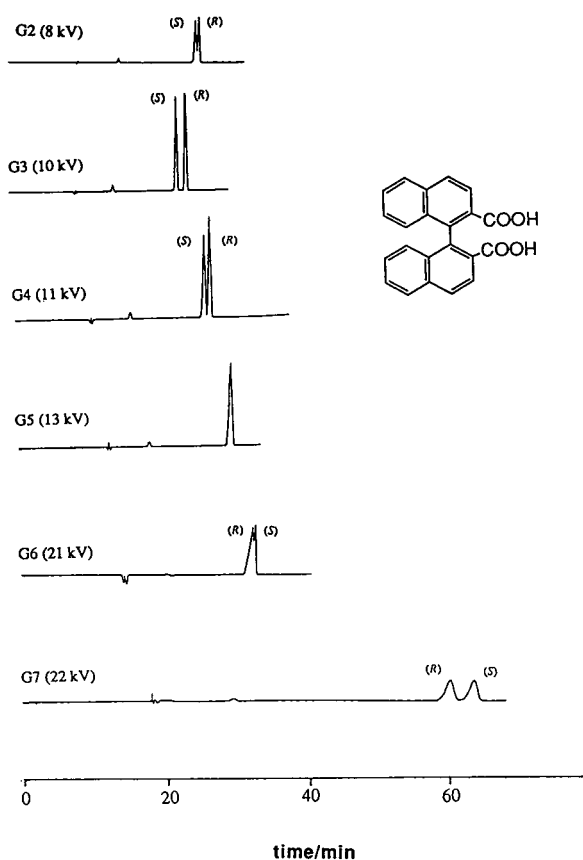 G2 (8 kV)
(S) (R)
G3 (10 kV)
(S) (R)
COOH
COOH
G4 (11 kV)
(S) (R)
G5 (13 kV)
G6 (21 kV)
(R) (S)
G7 (22 kV)
(R) (S)
0 20 40 60
time/min